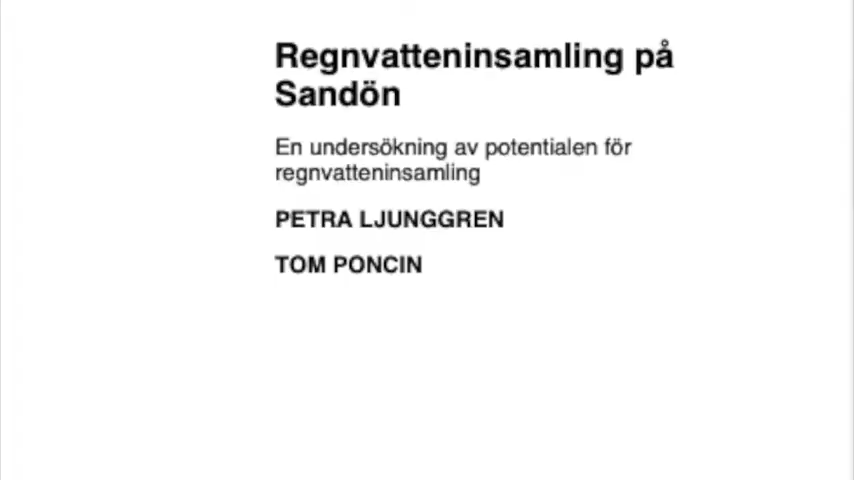 Regnvatteninsamling på
Sandön
En undersökning av potentialen för
regnvatteninsamling
PETRA LJUNGGREN
TOM PONCIN